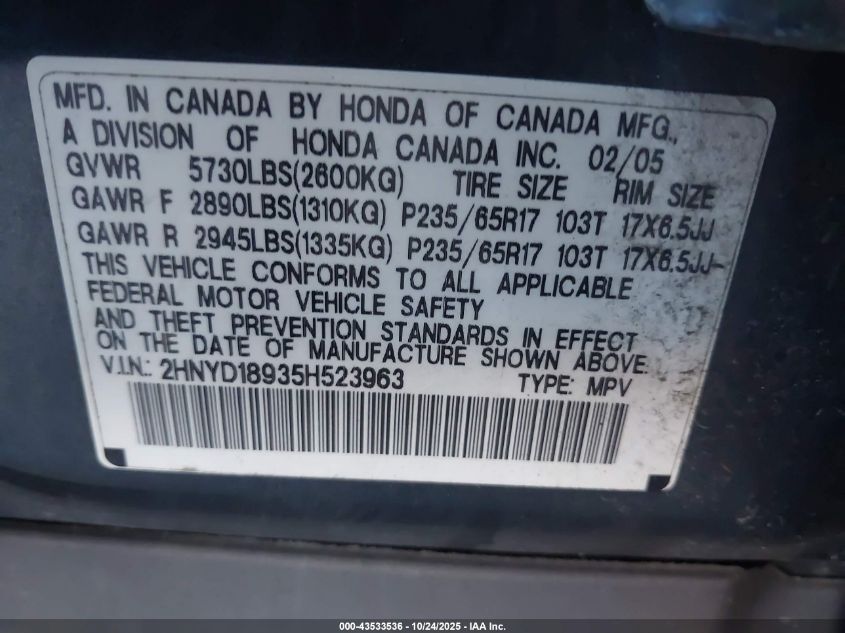 MFD. IN CANADA BY HONDA OF CANADA MFG.,
A DIVISION OF HONDA CANADA INC. 02/05
GVWR 5730LBS(2600KG) TIRE SIZE RIM SIZE
GAWR F 2890LBS(1310KG) P235/65R17 103T 17X6.5JJ
GAWR R 2945LBS(1335KG) P235/65R17 103T 17X6.5JJ-
THIS VEHICLE CONFORMS TO ALL APPLICABLE
FEDERAL MOTOR VEHICLE SAFETY
AND THEFT PREVENTION STANDARDS IN EFFECT
ON THE DATE OF MANUFACTURE SHOWN ABOVE.
V.I.N.: 2HNYD18935H523963 TYPE: MPV
000-43533536 - 10/24/2025 - IAA Inc.